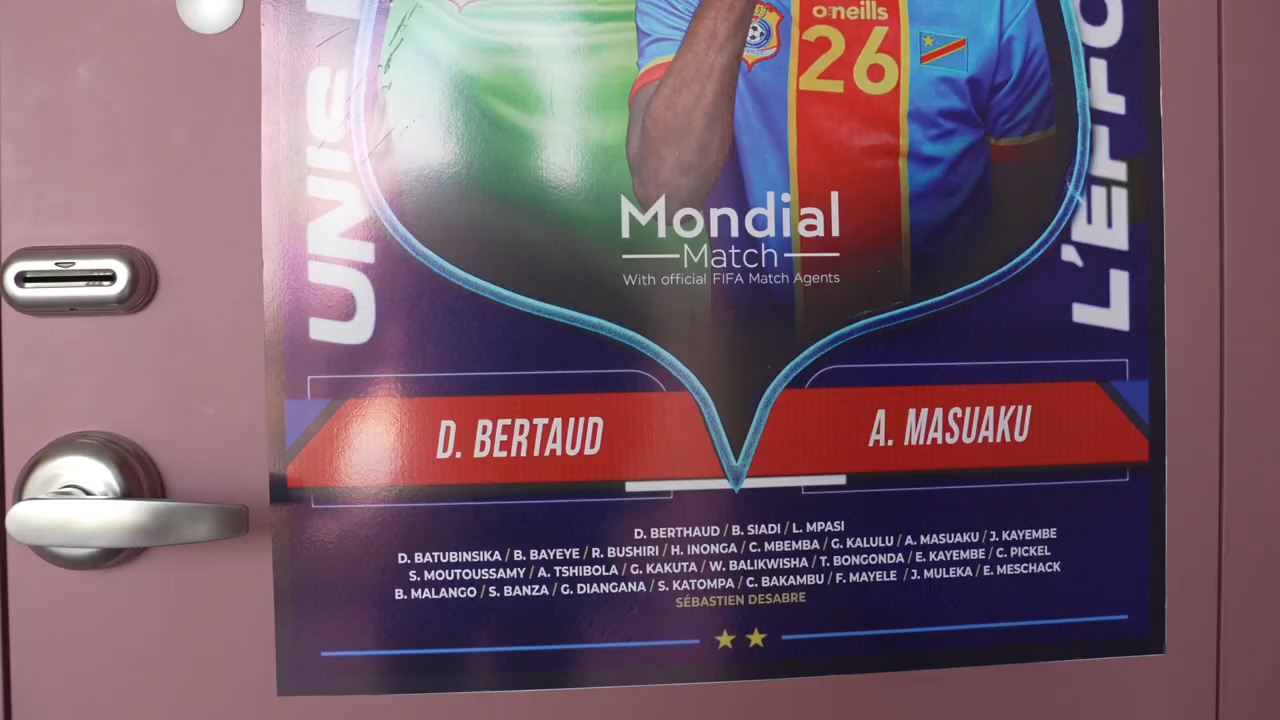 o'neills
26
UNIS
L'EFFO
Mondial
Match
With official FIFA Match Agents
D. BERTAUD
A. MASUAKU
D. BERTHAUD / B. SIADI / L. MPASI
D. BATUBINSIKA / B. BAYEYE / R. BUSHIRI / H. INONGA / C. MBEMBA / G. KALULU / A. MASUAKU / J. KAYEMBE
S. MOUTOUSSAMY / A. TSHIBOLA / G. KAKUTA / W. BALIKWISHA / T. BONGONDA / E. KAYEMBE / C. PICKEL
B. MALANGO / S. BANZA / G. DIANGANA / S. KATOMPA / C. BAKAMBU / F. MAYELE / J. MULEKA / E. MESCHACK
SÉBASTIEN DESABRE